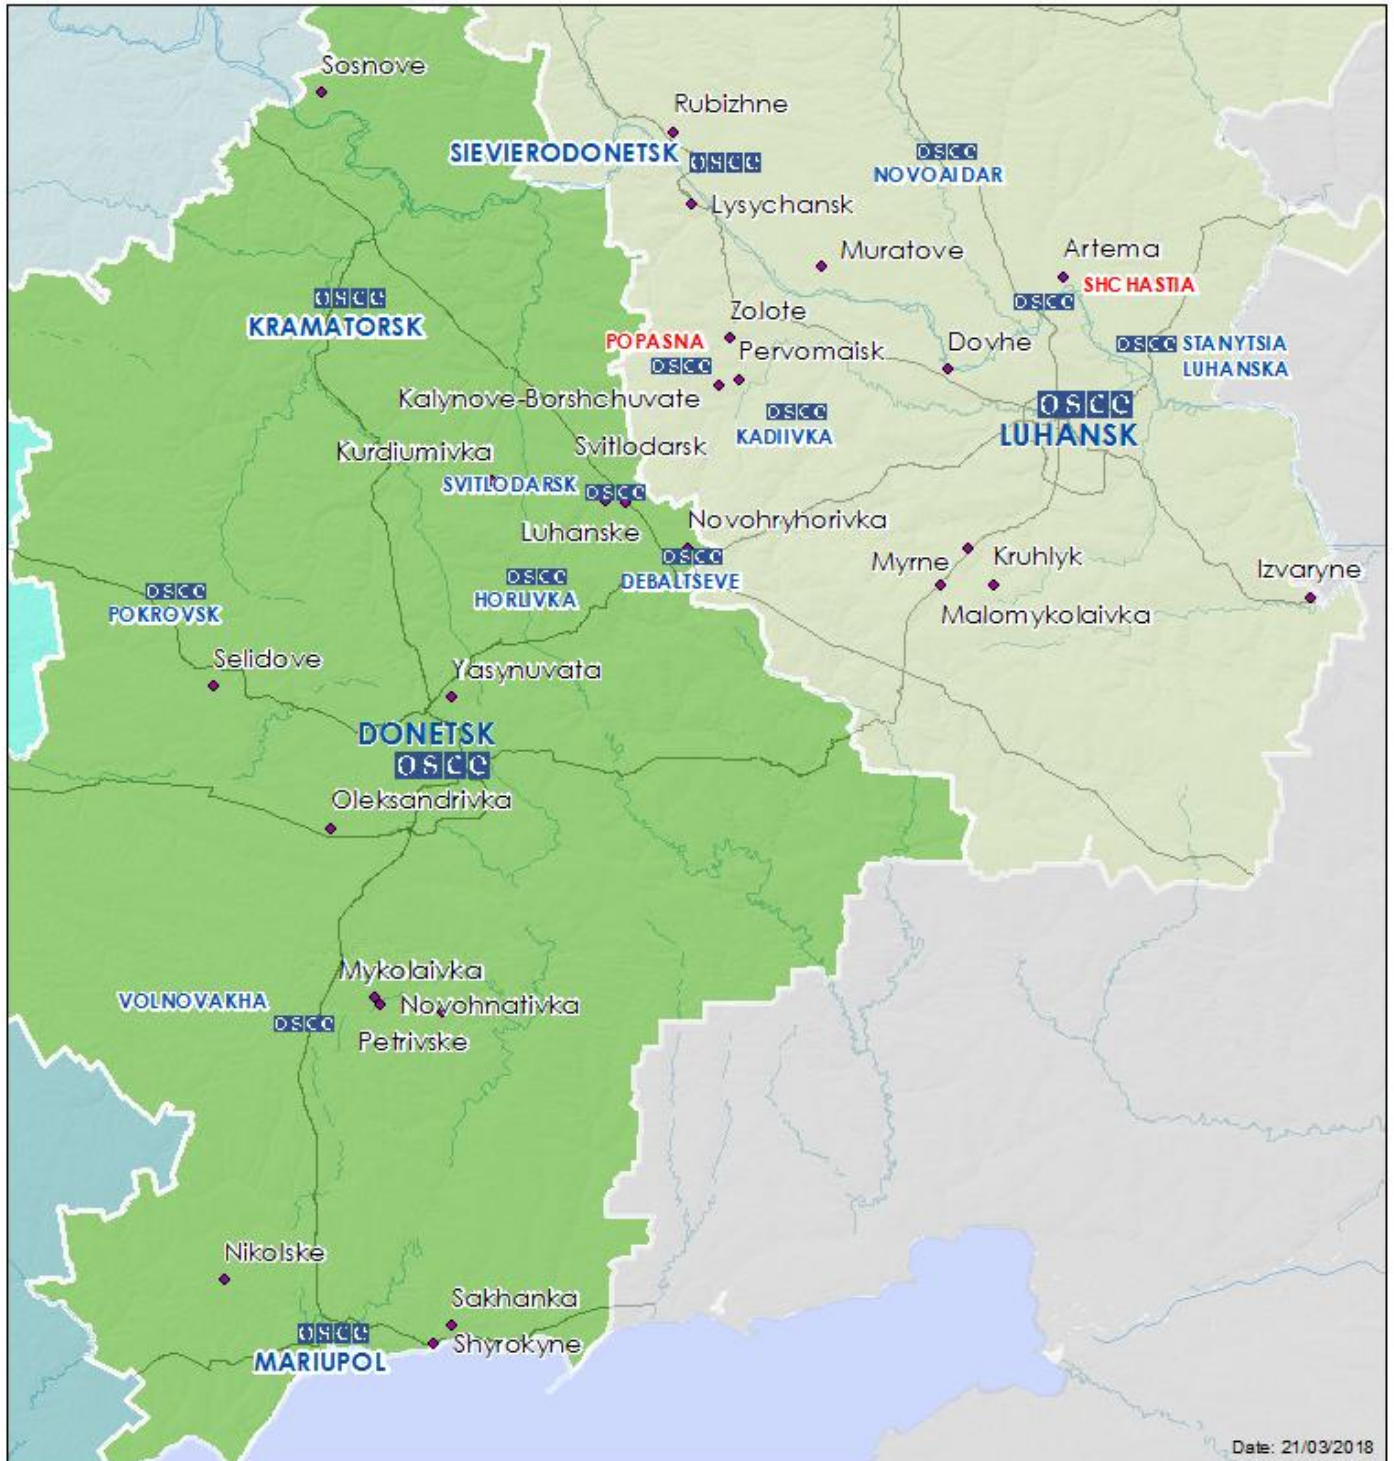 Sosnove
Rubizhne
SIEVIERODONETSK
OSCE
OSCE
NOVOAIDAR
Lysychansk
Muratove
Artema
SHCHASTIA
OSCE
OSCE
KRAMATORSK
Zolote
POPASNA
OSCE
Pervomaisk
Dovhe
OSCE
STANYTSIA
LUHANSKA
Kalynove-Borshchuvate
OSCE
KADIIVKA
OSCE
LUHANSK
Kurdiumivka
Svitlodarsk
SVITLODARSK
OSCE
Luhanske
Novohryhorivka
OSCE
DEBALTSEVE
OSCE
HORLIVKA
Myrne
Kruhlyk
Malomykolaivka
Izvaryne
OSCE
POKROVSK
Selidove
Yasynuvata
DONETSK
OSCE
Oleksandrivka
Mykolaivka
VOLNOVAKHA
OSCE
Novohnativka
Petrivske
Nikolske
Sakhanka
OSCE
MARIUPOL
Shyrokyne
Date: 21/03/2018